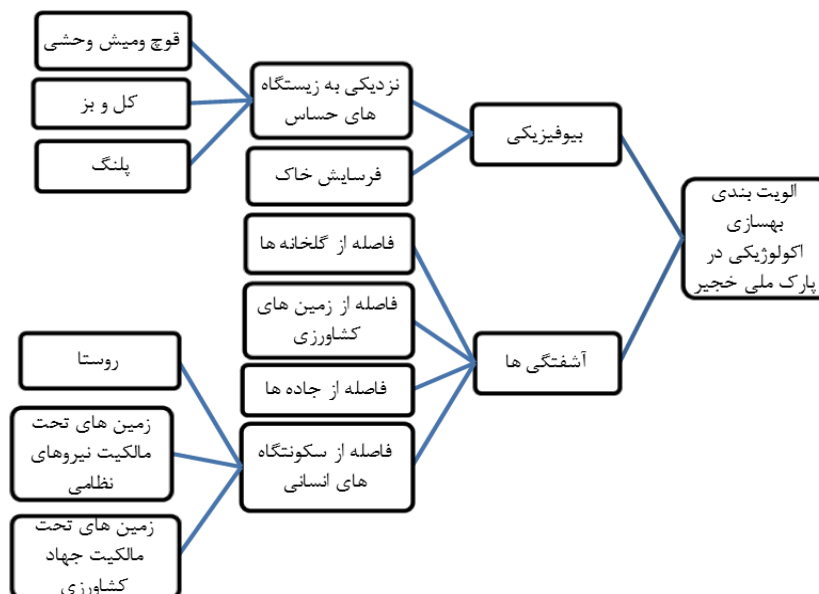 الویت بندی
بهسازی
اکولوژیکی در
پارک ملی خجیر
بیوفیزیکی
نزدیکی به زیستگاه
های حساس
قوچ ومیش وحشی
کل و بز
پلنگ
فرسایش خاک
آشفتگی ها
فاصله از گلخانه ها
فاصله از زمین های
کشاورزی
فاصله از جاده ها
فاصله از سکونتگاه
های انسانی
روستا
زمین های تحت
مالکیت نیروهای
نظامی
زمین های تحت
مالکیت جهاد
کشاورزی